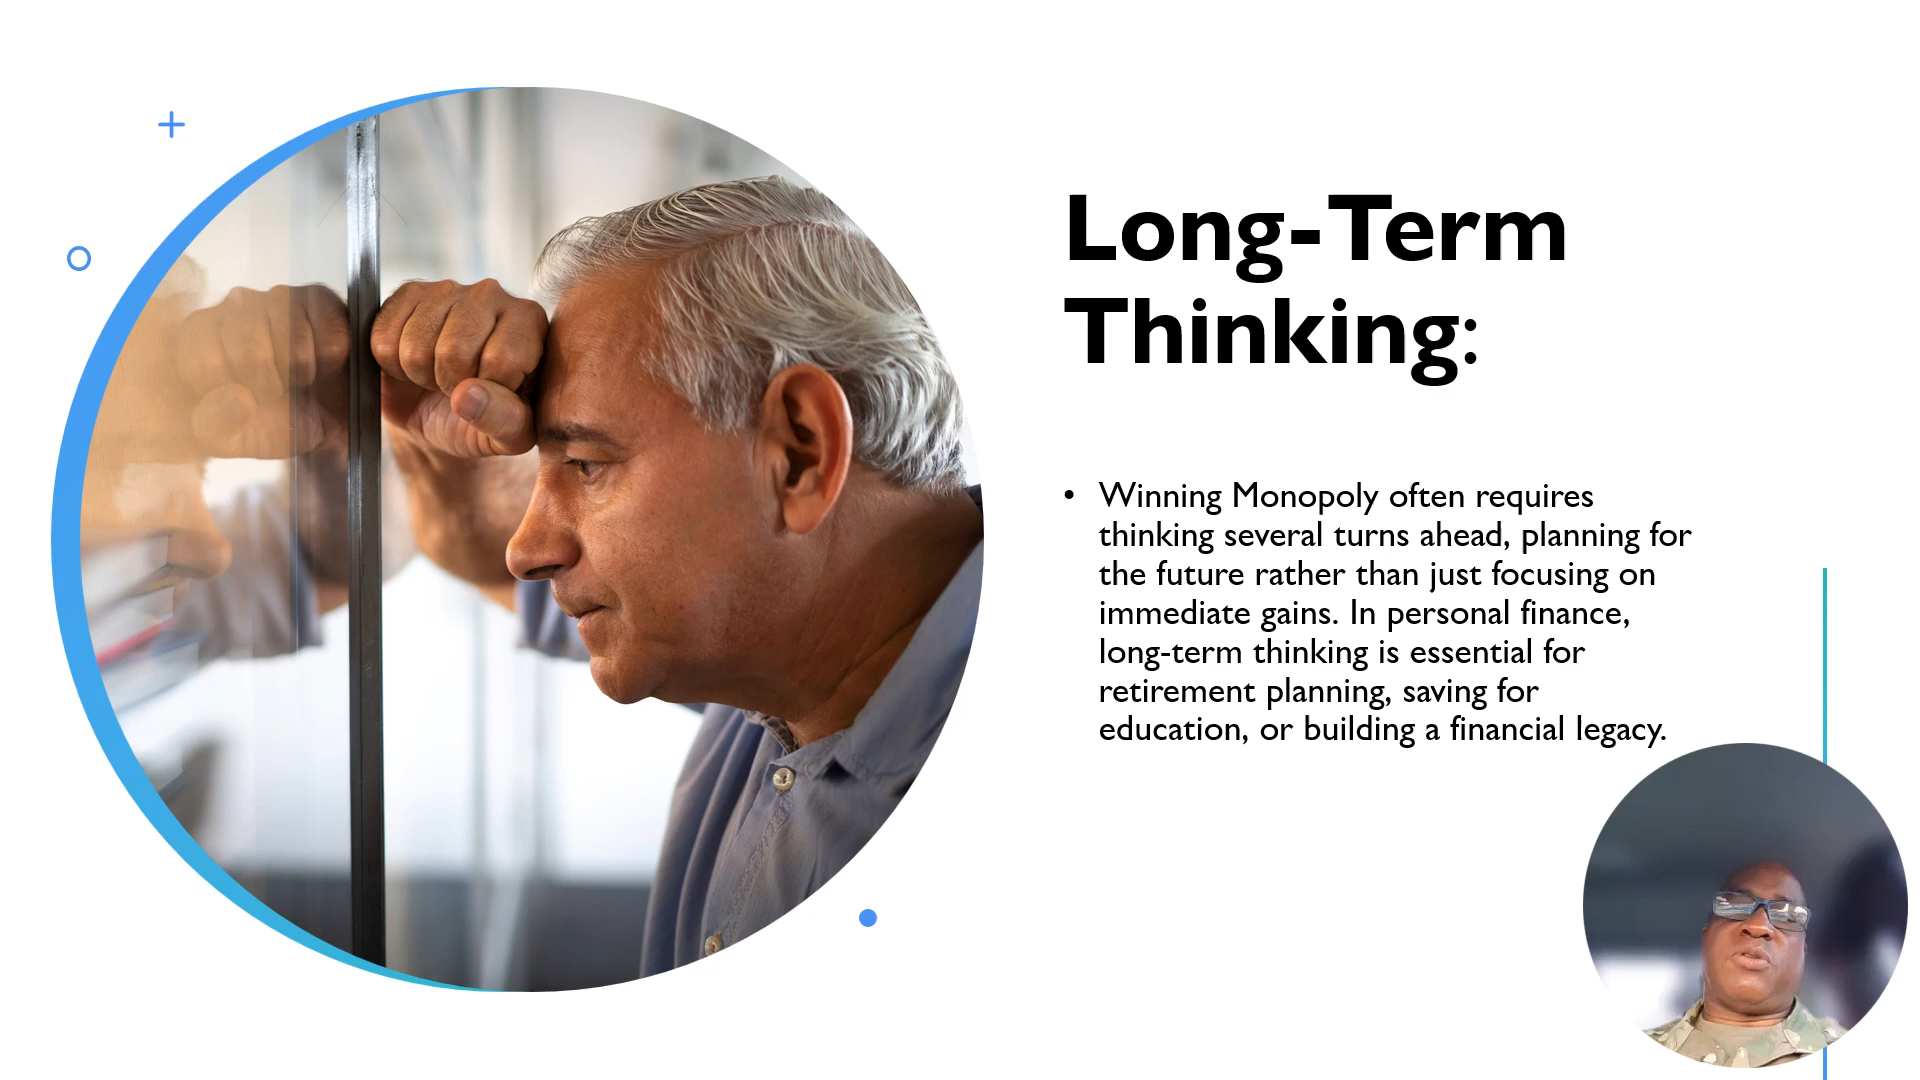 Long-Term
Thinking:
• Winning Monopoly often requires
thinking several turns ahead, planning for
the future rather than just focusing on
immediate gains. In personal finance,
long-term thinking is essential for
retirement planning, saving for
education, or building a financial legacy.